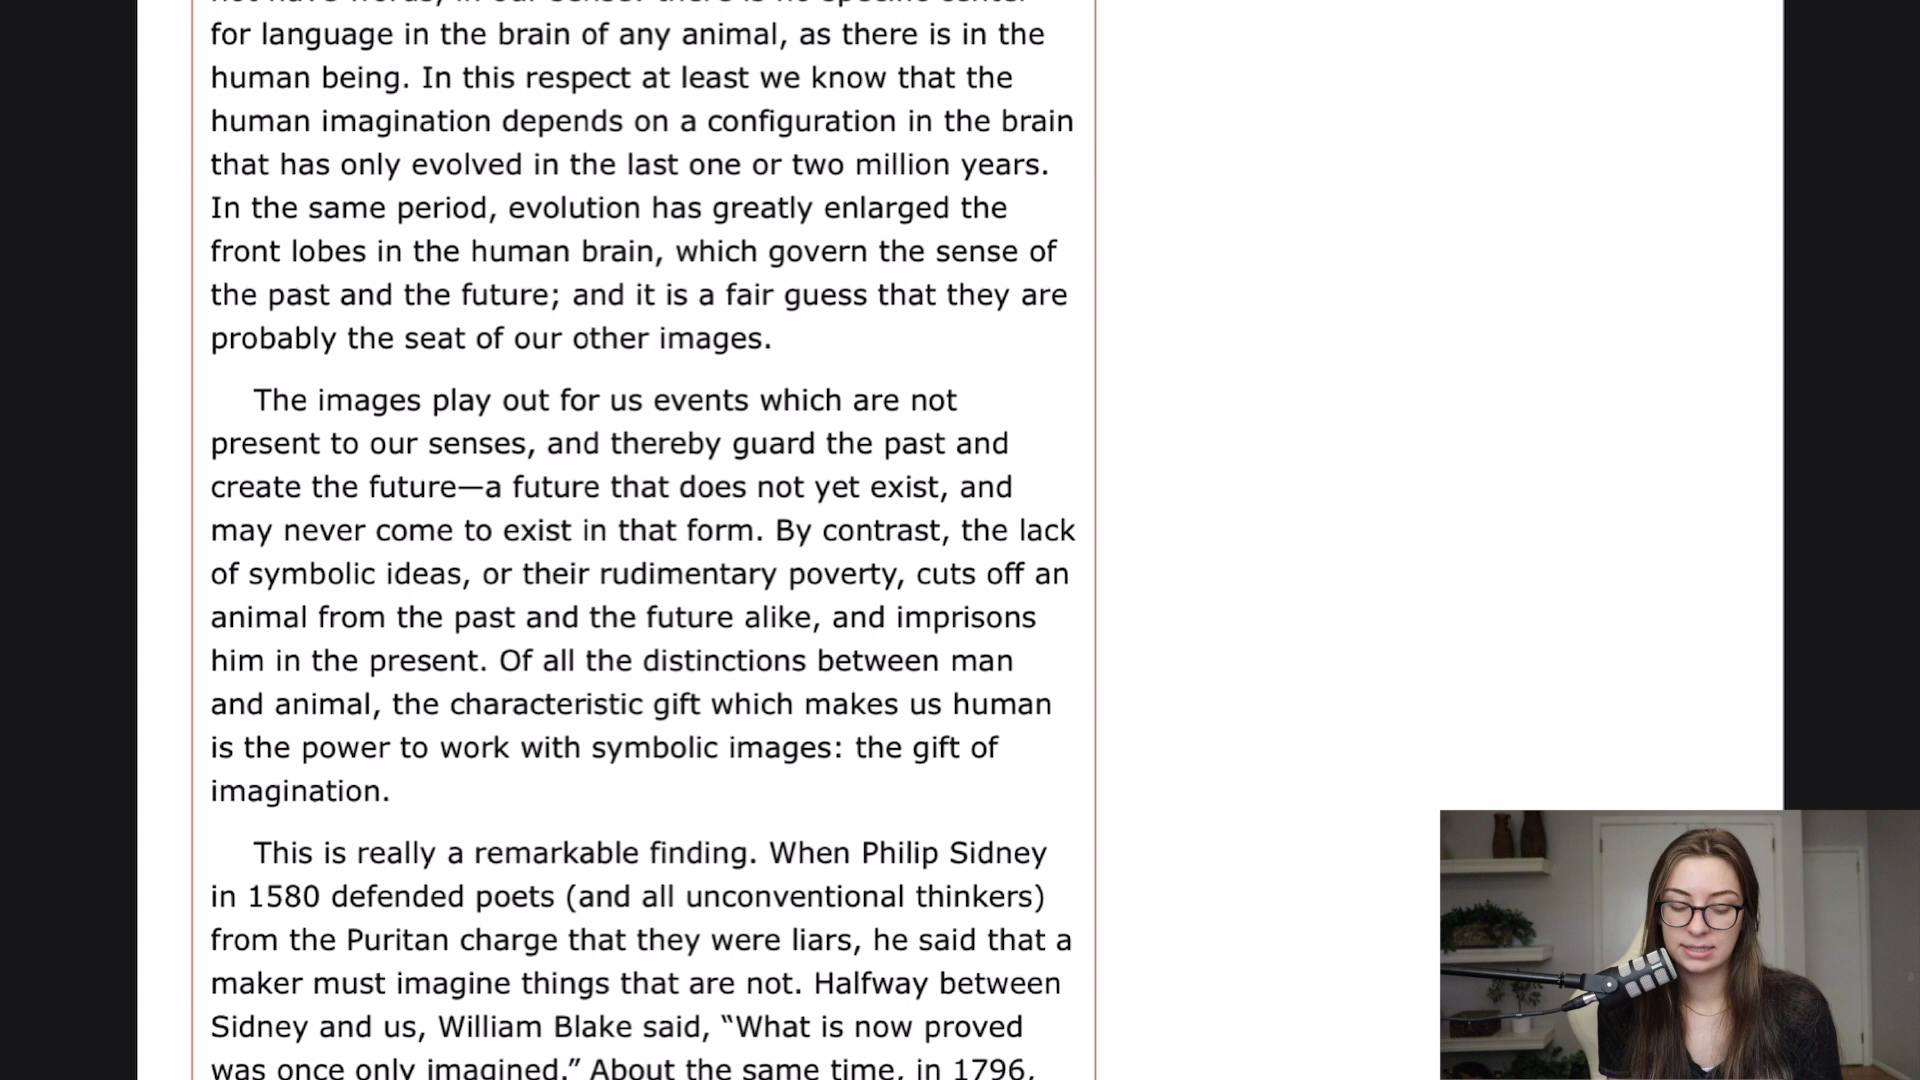 for language in the brain of any animal, as there is in the
human being. In this respect at least we know that the
human imagination depends on a configuration in the brain
that has only evolved in the last one or two million years.
In the same period, evolution has greatly enlarged the
front lobes in the human brain, which govern the sense of
the past and the future; and it is a fair guess that they are
probably the seat of our other images.
The images play out for us events which are not
present to our senses, and thereby guard the past and
create the future—a future that does not yet exist, and
may never come to exist in that form. By contrast, the lack
of symbolic ideas, or their rudimentary poverty, cuts off an
animal from the past and the future alike, and imprisons
him in the present. Of all the distinctions between man
and animal, the characteristic gift which makes us human
is the power to work with symbolic images: the gift of
imagination.
This is really a remarkable finding. When Philip Sidney
in 1580 defended poets (and all unconventional thinkers)
from the Puritan charge that they were liars, he said that a
maker must imagine things that are not. Halfway between
Sidney and us, William Blake said, “What is now proved
was once only imagined.” About the same time, in 1796,